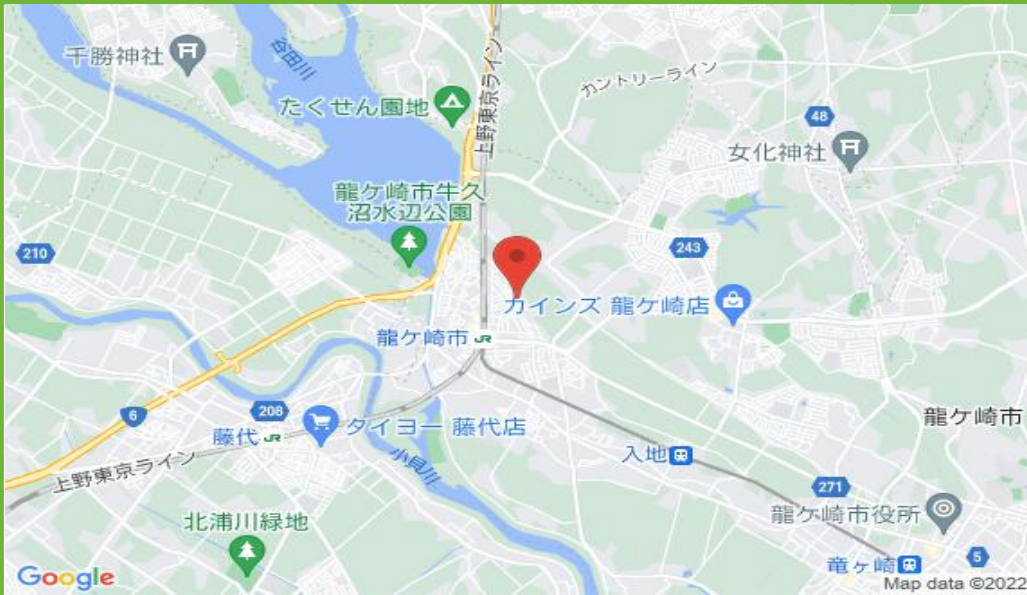 千勝神社
谷田川
たくせん園地
上野東京ライン
カントリーライン
48
女化神社
龍ケ崎市牛久
沼水辺公園
210
243
カインズ 龍ケ崎店
龍ケ崎市 JR
6
208
藤代 JR
タイヨー 藤代店
龍ケ崎市
上野東京ライン
小貝川
入地
271
北浦川緑地
龍ケ崎市役所
5
竜ヶ崎
Google
Map data ©2022